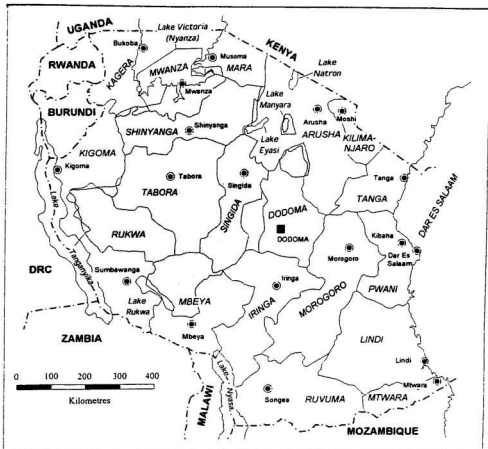 UGANDA
Lake Victoria
(Nyanza)
KENYA
Bukoba
RWANDA
KAGERA
MWANZA
Musoma
MARA
Lake
Natron
Mwanza
Lake
Manyara
BURUNDI
Arusha
ARUSHA
Moshi
KILIMA-
NJARO
SHINYANGA
Shinyanga
Lake
Eyasi
KIGOMA
Kigoma
Tabora
TABORA
Singida
SINGIDA
Tanga
TANGA
DAR ES SALAAM
DODOMA
DODOMA
RUKWA
Lake
Tanganyika
Kibaha
Dar Es
Salaam
Morogoro
MOROGORO
PWANI
DRC
Sumbawanga
Lake
Rukwa
MBEYA
Mbeya
Iringa
IRINGA
ZAMBIA
LINDI
Lindi
0 100 200 300 400
Kilometres
MALAWI
Lake
Nyasa
Songea
RUVUMA
Mtwara
MTWARA
MOZAMBIQUE